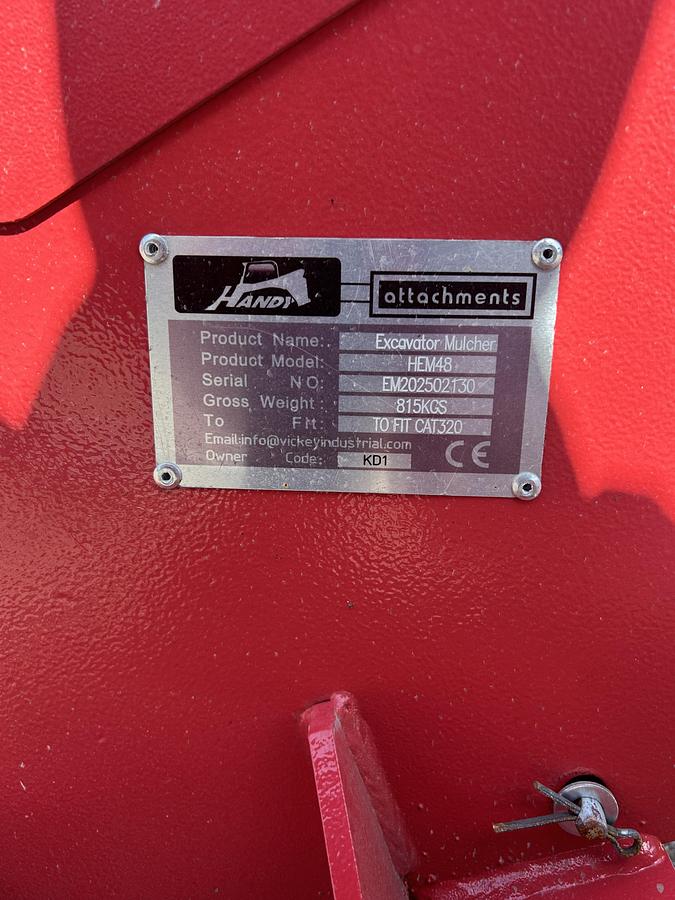 HANDY
attachments
Product Name: Excavator Mulcher
Product Model: HEM48
Serial NO: EM202502130
Gross Weight: 815KGS
To Fit: TO FIT CAT320
Email:info@vickeyindustrial.com
Owner Code: KD1
CE